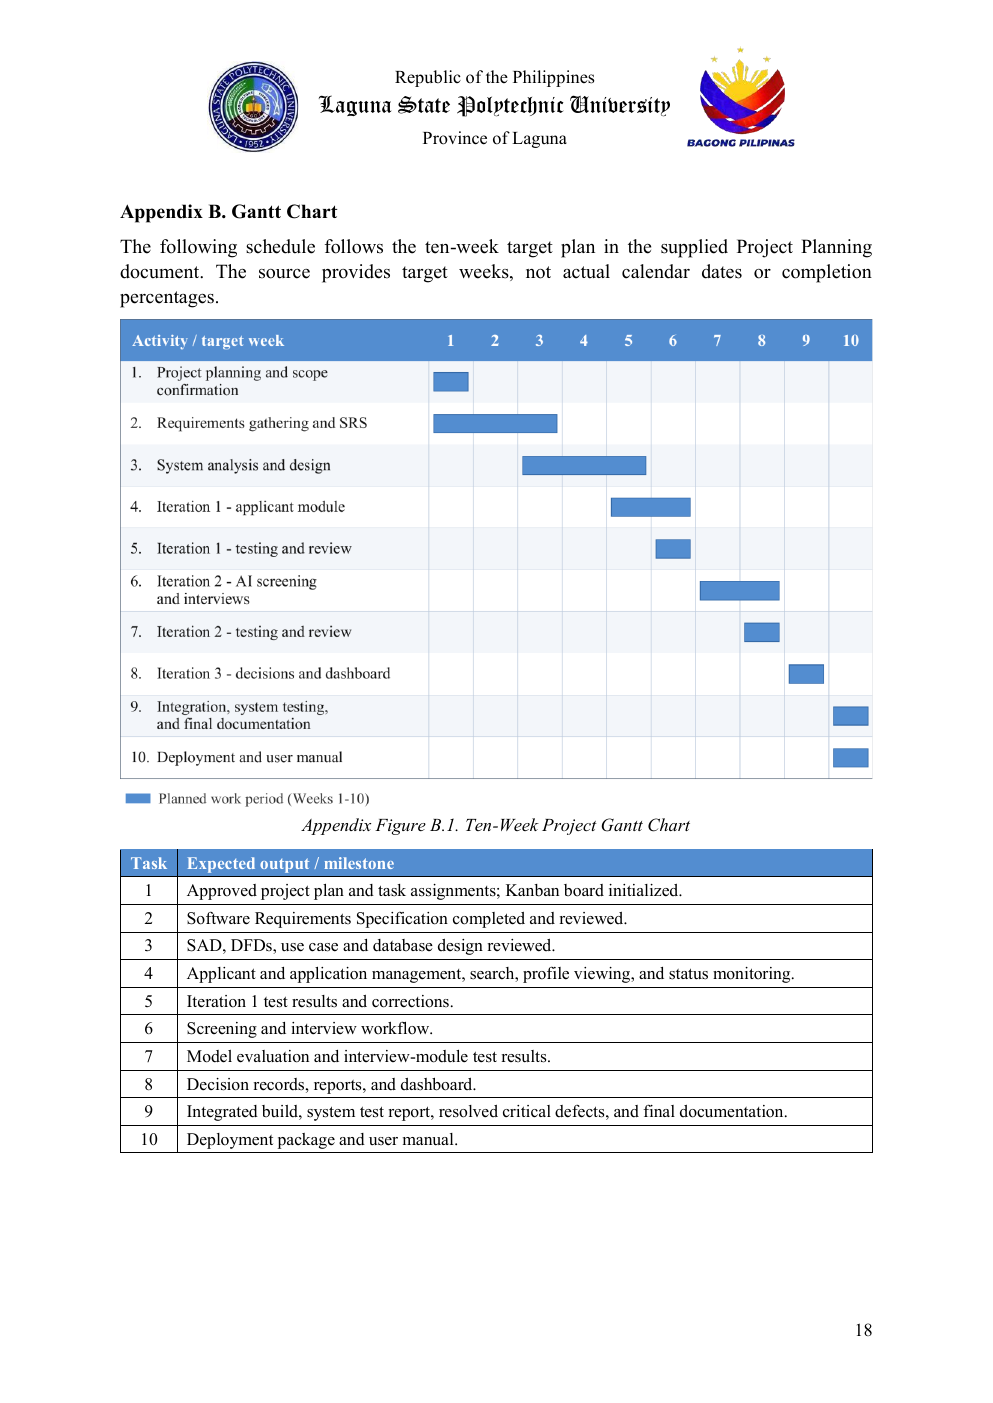 Republic of the Philippines
Laguna State Polytechnic University
Province of Laguna
LAGUNA STATE POLYTECHNIC UNIVERSITY
• 1952 •
BAGONG PILIPINAS
Appendix B. Gantt Chart
The following schedule follows the ten-week target plan in the supplied Project Planning
document. The source provides target weeks, not actual calendar dates or completion
percentages.
Activity / target week 1 2 3 4 5 6 7 8 9 10
1. Project planning and scope
confirmation
2. Requirements gathering and SRS
3. System analysis and design
4. Iteration 1 - applicant module
5. Iteration 1 - testing and review
6. Iteration 2 - AI screening
and interviews
7. Iteration 2 - testing and review
8. Iteration 3 - decisions and dashboard
9. Integration, system testing,
and final documentation
10. Deployment and user manual
Planned work period (Weeks 1-10)
Appendix Figure B.1. Ten-Week Project Gantt Chart
Task Expected output / milestone
1 Approved project plan and task assignments; Kanban board initialized.
2 Software Requirements Specification completed and reviewed.
3 SAD, DFDs, use case and database design reviewed.
4 Applicant and application management, search, profile viewing, and status monitoring.
5 Iteration 1 test results and corrections.
6 Screening and interview workflow.
7 Model evaluation and interview-module test results.
8 Decision records, reports, and dashboard.
9 Integrated build, system test report, resolved critical defects, and final documentation.
10 Deployment package and user manual.
18